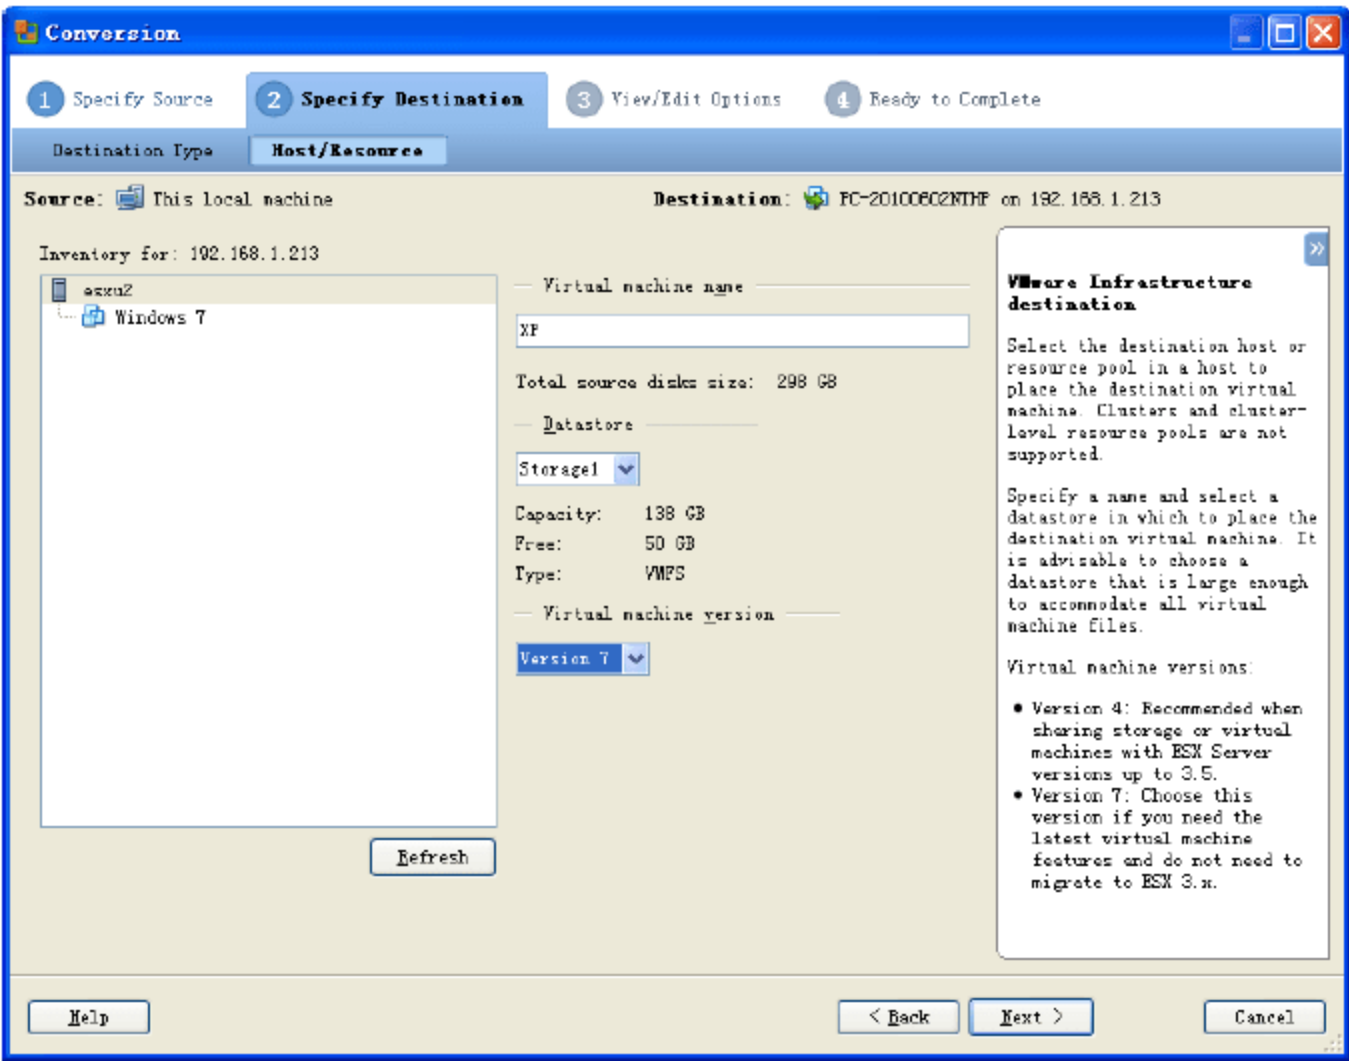 Conversion
1 Specify Source 2 Specify Destination 3 View/Edit Options 4 Ready to Complete
Destination Type Host/Resource
Source: This local machine Destination: PC-20100602NTMP on 192.168.1.213
Inventory for: 192.168.1.213
esxu2
Windows 7
Virtual machine name
XP
Total source disks size: 298 GB
Datastore
Storage1
Capacity: 138 GB
Free: 50 GB
Type: VMFS
Virtual machine version
Version 7
Refresh
»
VMware Infrastructure
destination
Select the destination host or
resource pool in a host to
place the destination virtual
machine. Clusters and cluster-
level resource pools are not
supported.
Specify a name and select a
datastore in which to place the
destination virtual machine. It
is advisable to choose a
datastore that is large enough
to accommodate all virtual
machine files.
Virtual machine versions:
• Version 4: Recommended when
sharing storage or virtual
machines with ESX Server
versions up to 3.5.
• Version 7: Choose this
version if you need the
latest virtual machine
features and do not need to
migrate to ESX 3.x.
Help < Back Next > Cancel